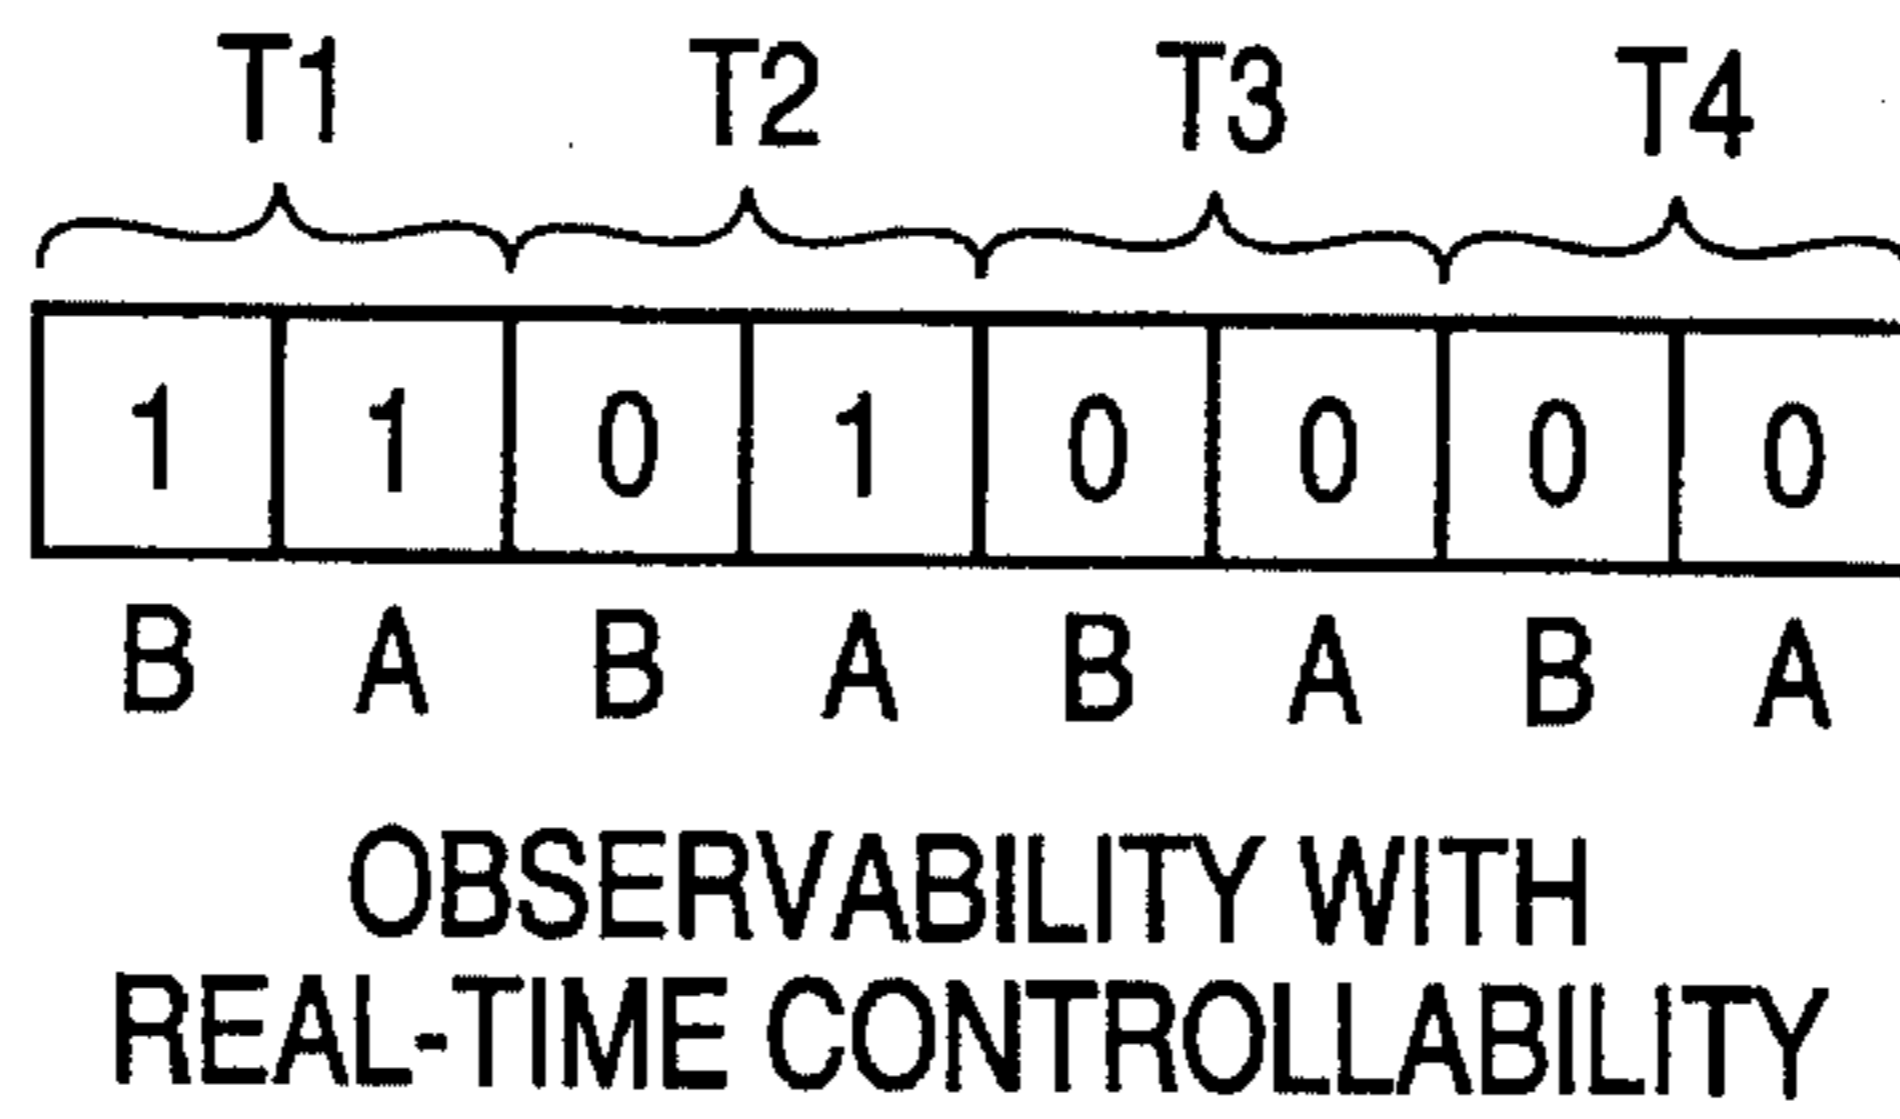 T1 T2 T3 T4
1 1 0 1 0 0 0 0
B A B A B A B A
OBSERVABILITY WITH
REAL-TIME CONTROLLABILITY